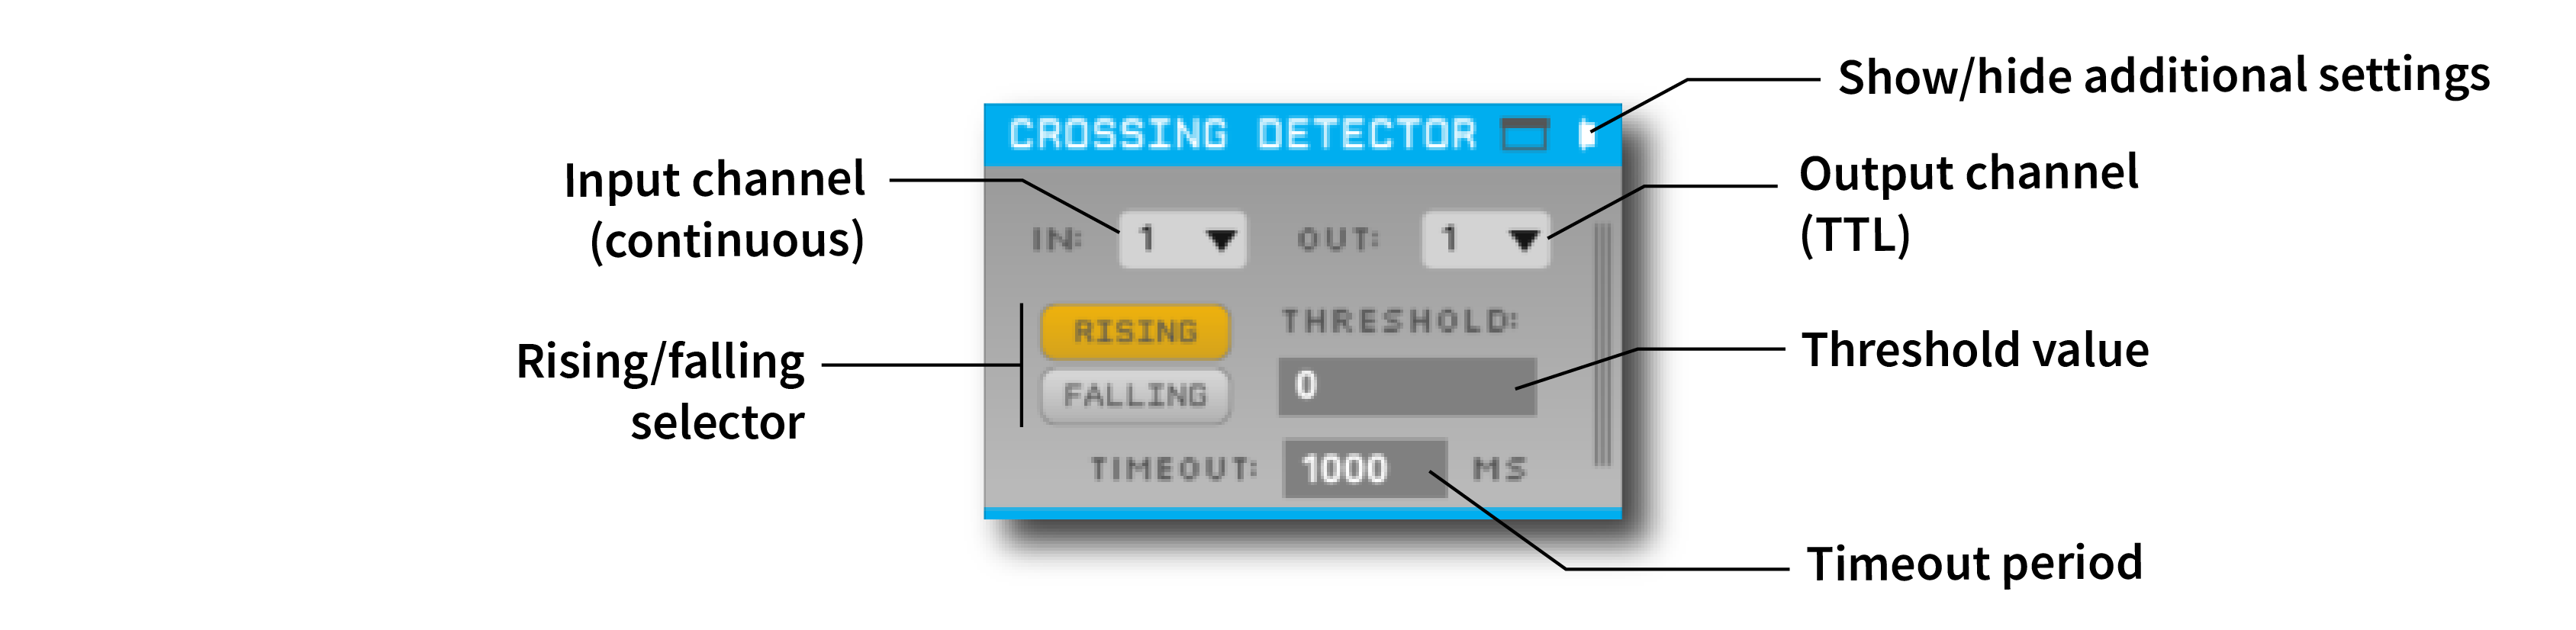 Show/hide additional settings
CROSSING DETECTOR
Input channel
(continuous)
Output channel
(TTL)
IN: 1 OUT: 1
Rising/falling
selector
RISING
FALLING
THRESHOLD:
0
Threshold value
TIMEOUT: 1000 MS
Timeout period